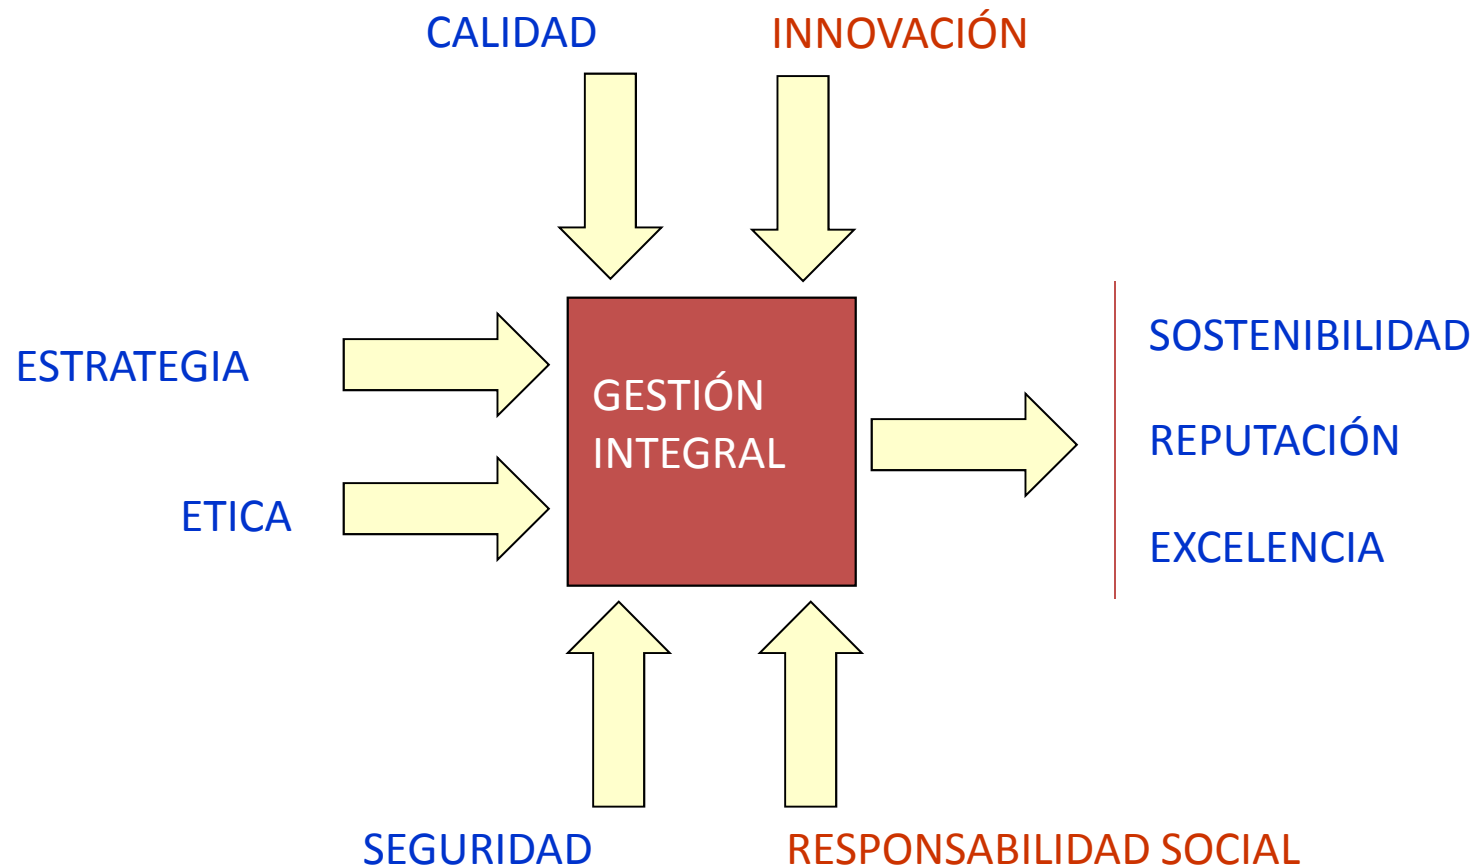 CALIDAD
INNOVACIÓN
ESTRATEGIA
ETICA
GESTIÓN
INTEGRAL
SOSTENIBILIDAD
REPUTACIÓN
EXCELENCIA
SEGURIDAD
RESPONSABILIDAD SOCIAL